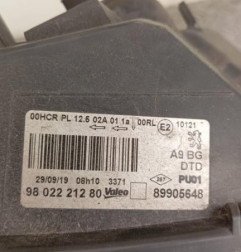 00HCR PL 12.5 02A 01 1a 00RL E2 10121
A9 BG
DTD
367 PU01
29/09/19 08h10 3371
98 022 212 80 Valeo 89905648